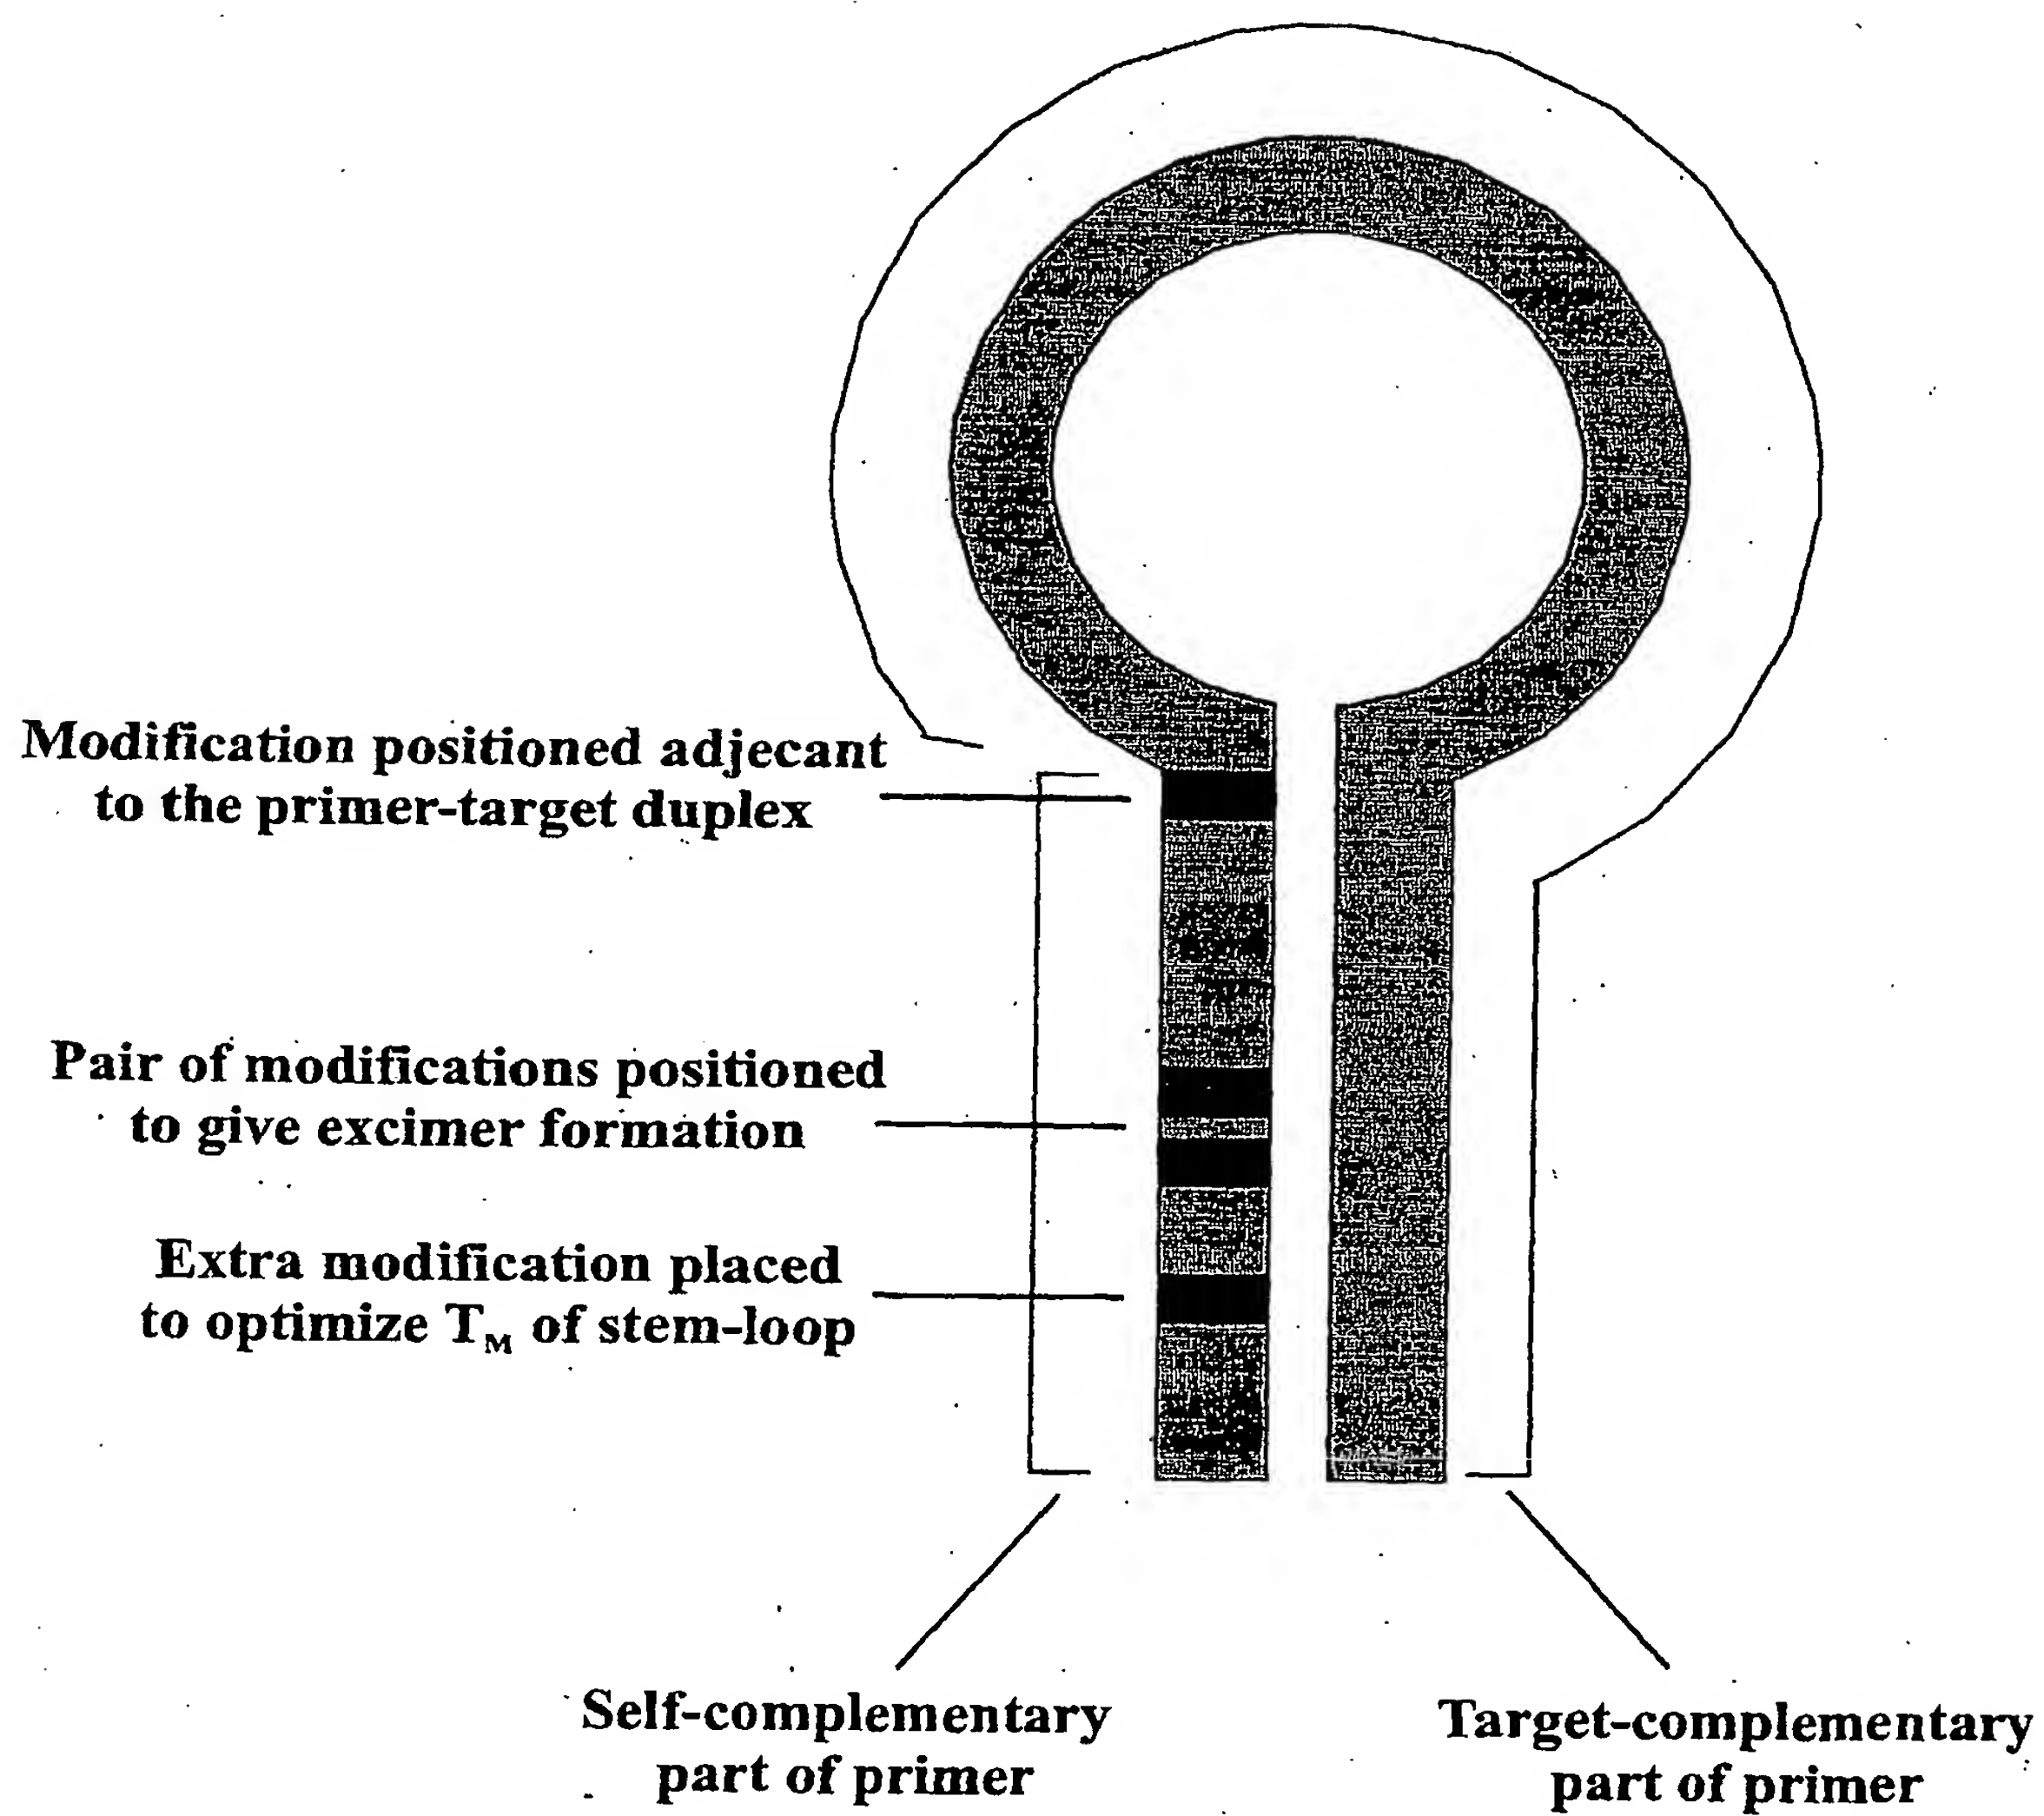 Modification positioned adjecant
to the primer-target duplex
Pair of modifications positioned
to give excimer formation
Extra modification placed
to optimize TM of stem-loop
Self-complementary
part of primer
Target-complementary
part of primer